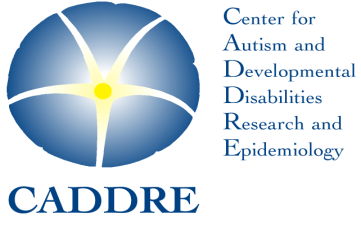 Center for
Autism and
Developmental
Disabilities
Research and
Epidemiology
CADDRE